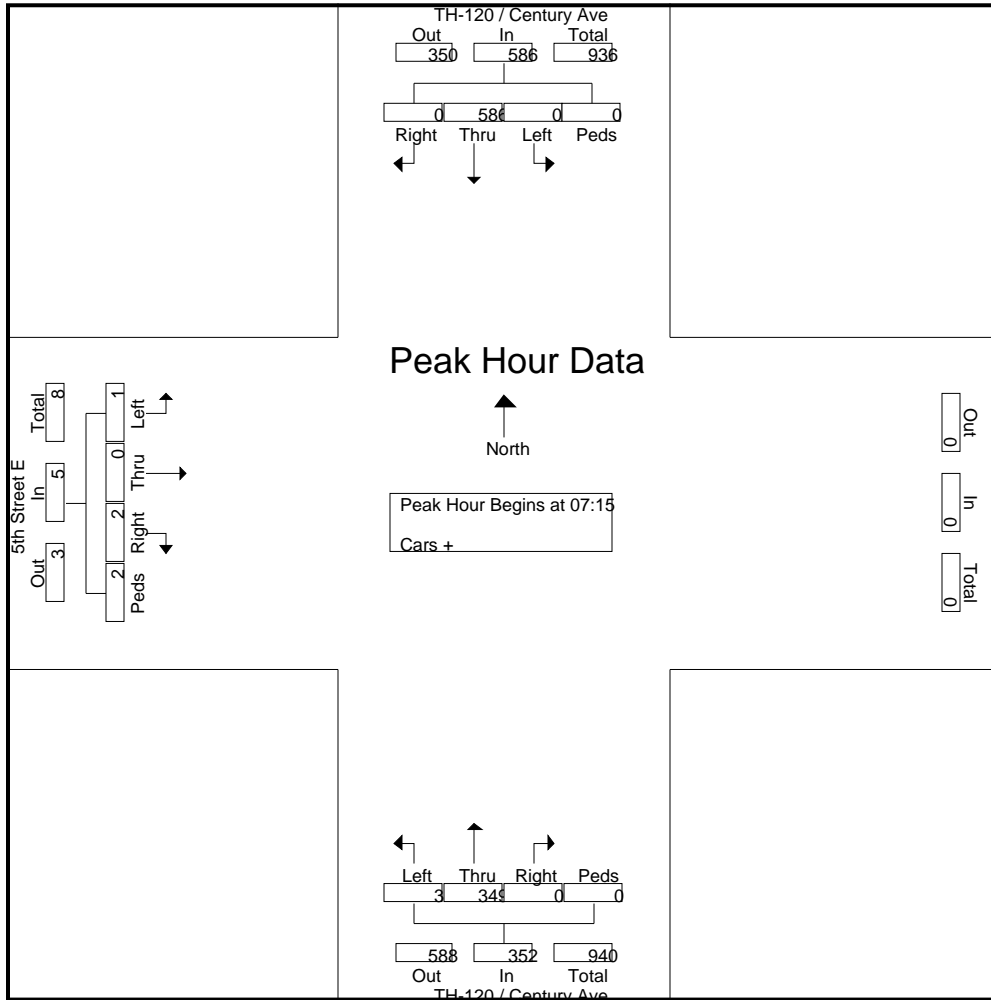 TH-120 / Century Ave
Out In Total
350 586 936
0 586 0 0
Right Thru Left Peds
Peak Hour Data
North
Peak Hour Begins at 07:15
Cars +
5th Street E
Total In Out
8 5 3
1 0 2 2
Left Thru Right Peds
Out In Total
0 0 0
Left Thru Right Peds
3 349 0 0
588 352 940
Out In Total
TH-120 / Century Ave